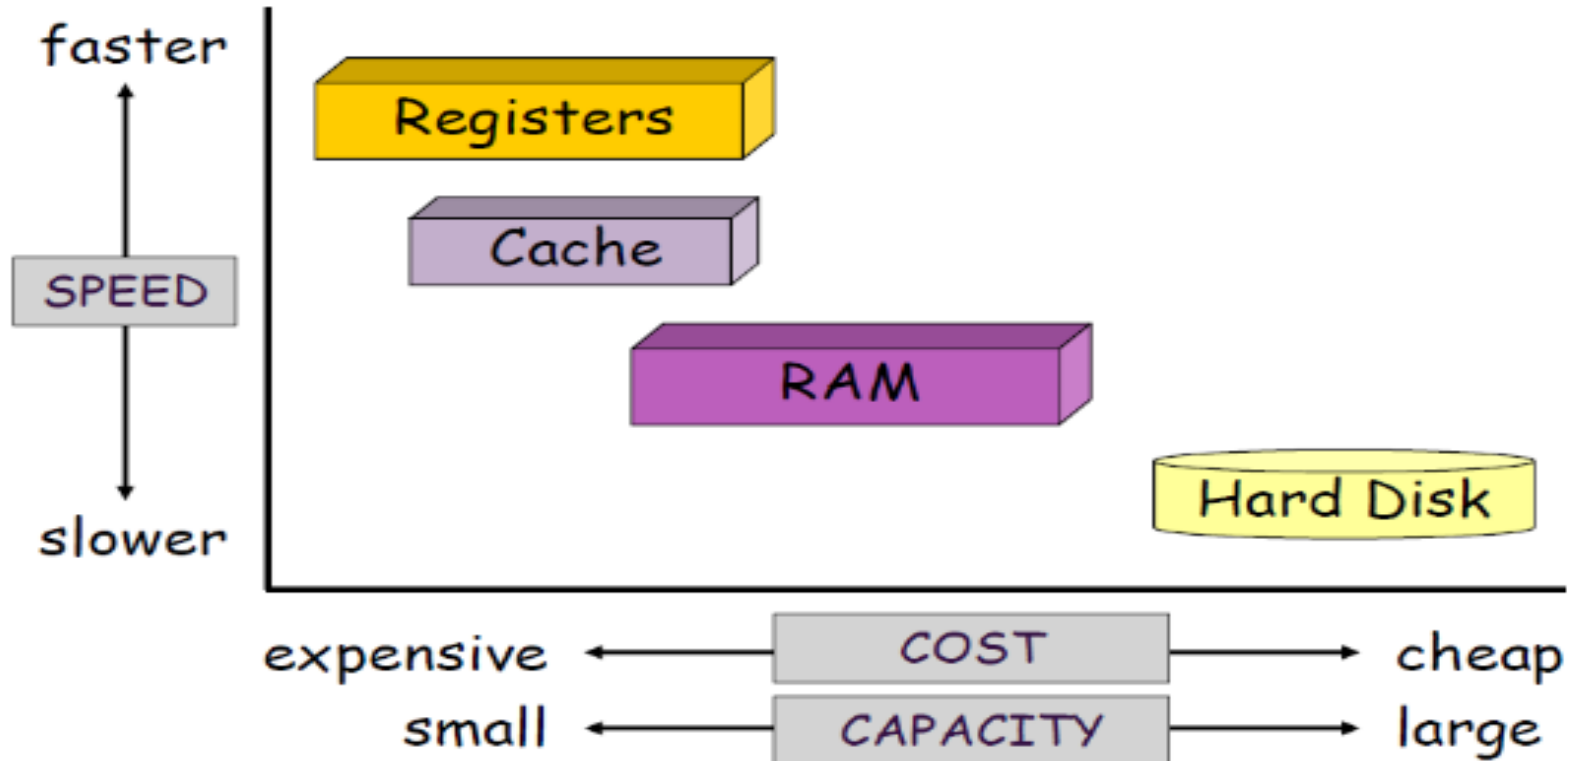 faster
Registers
Cache
SPEED
RAM
Hard Disk
slower
expensive COST cheap
small CAPACITY large